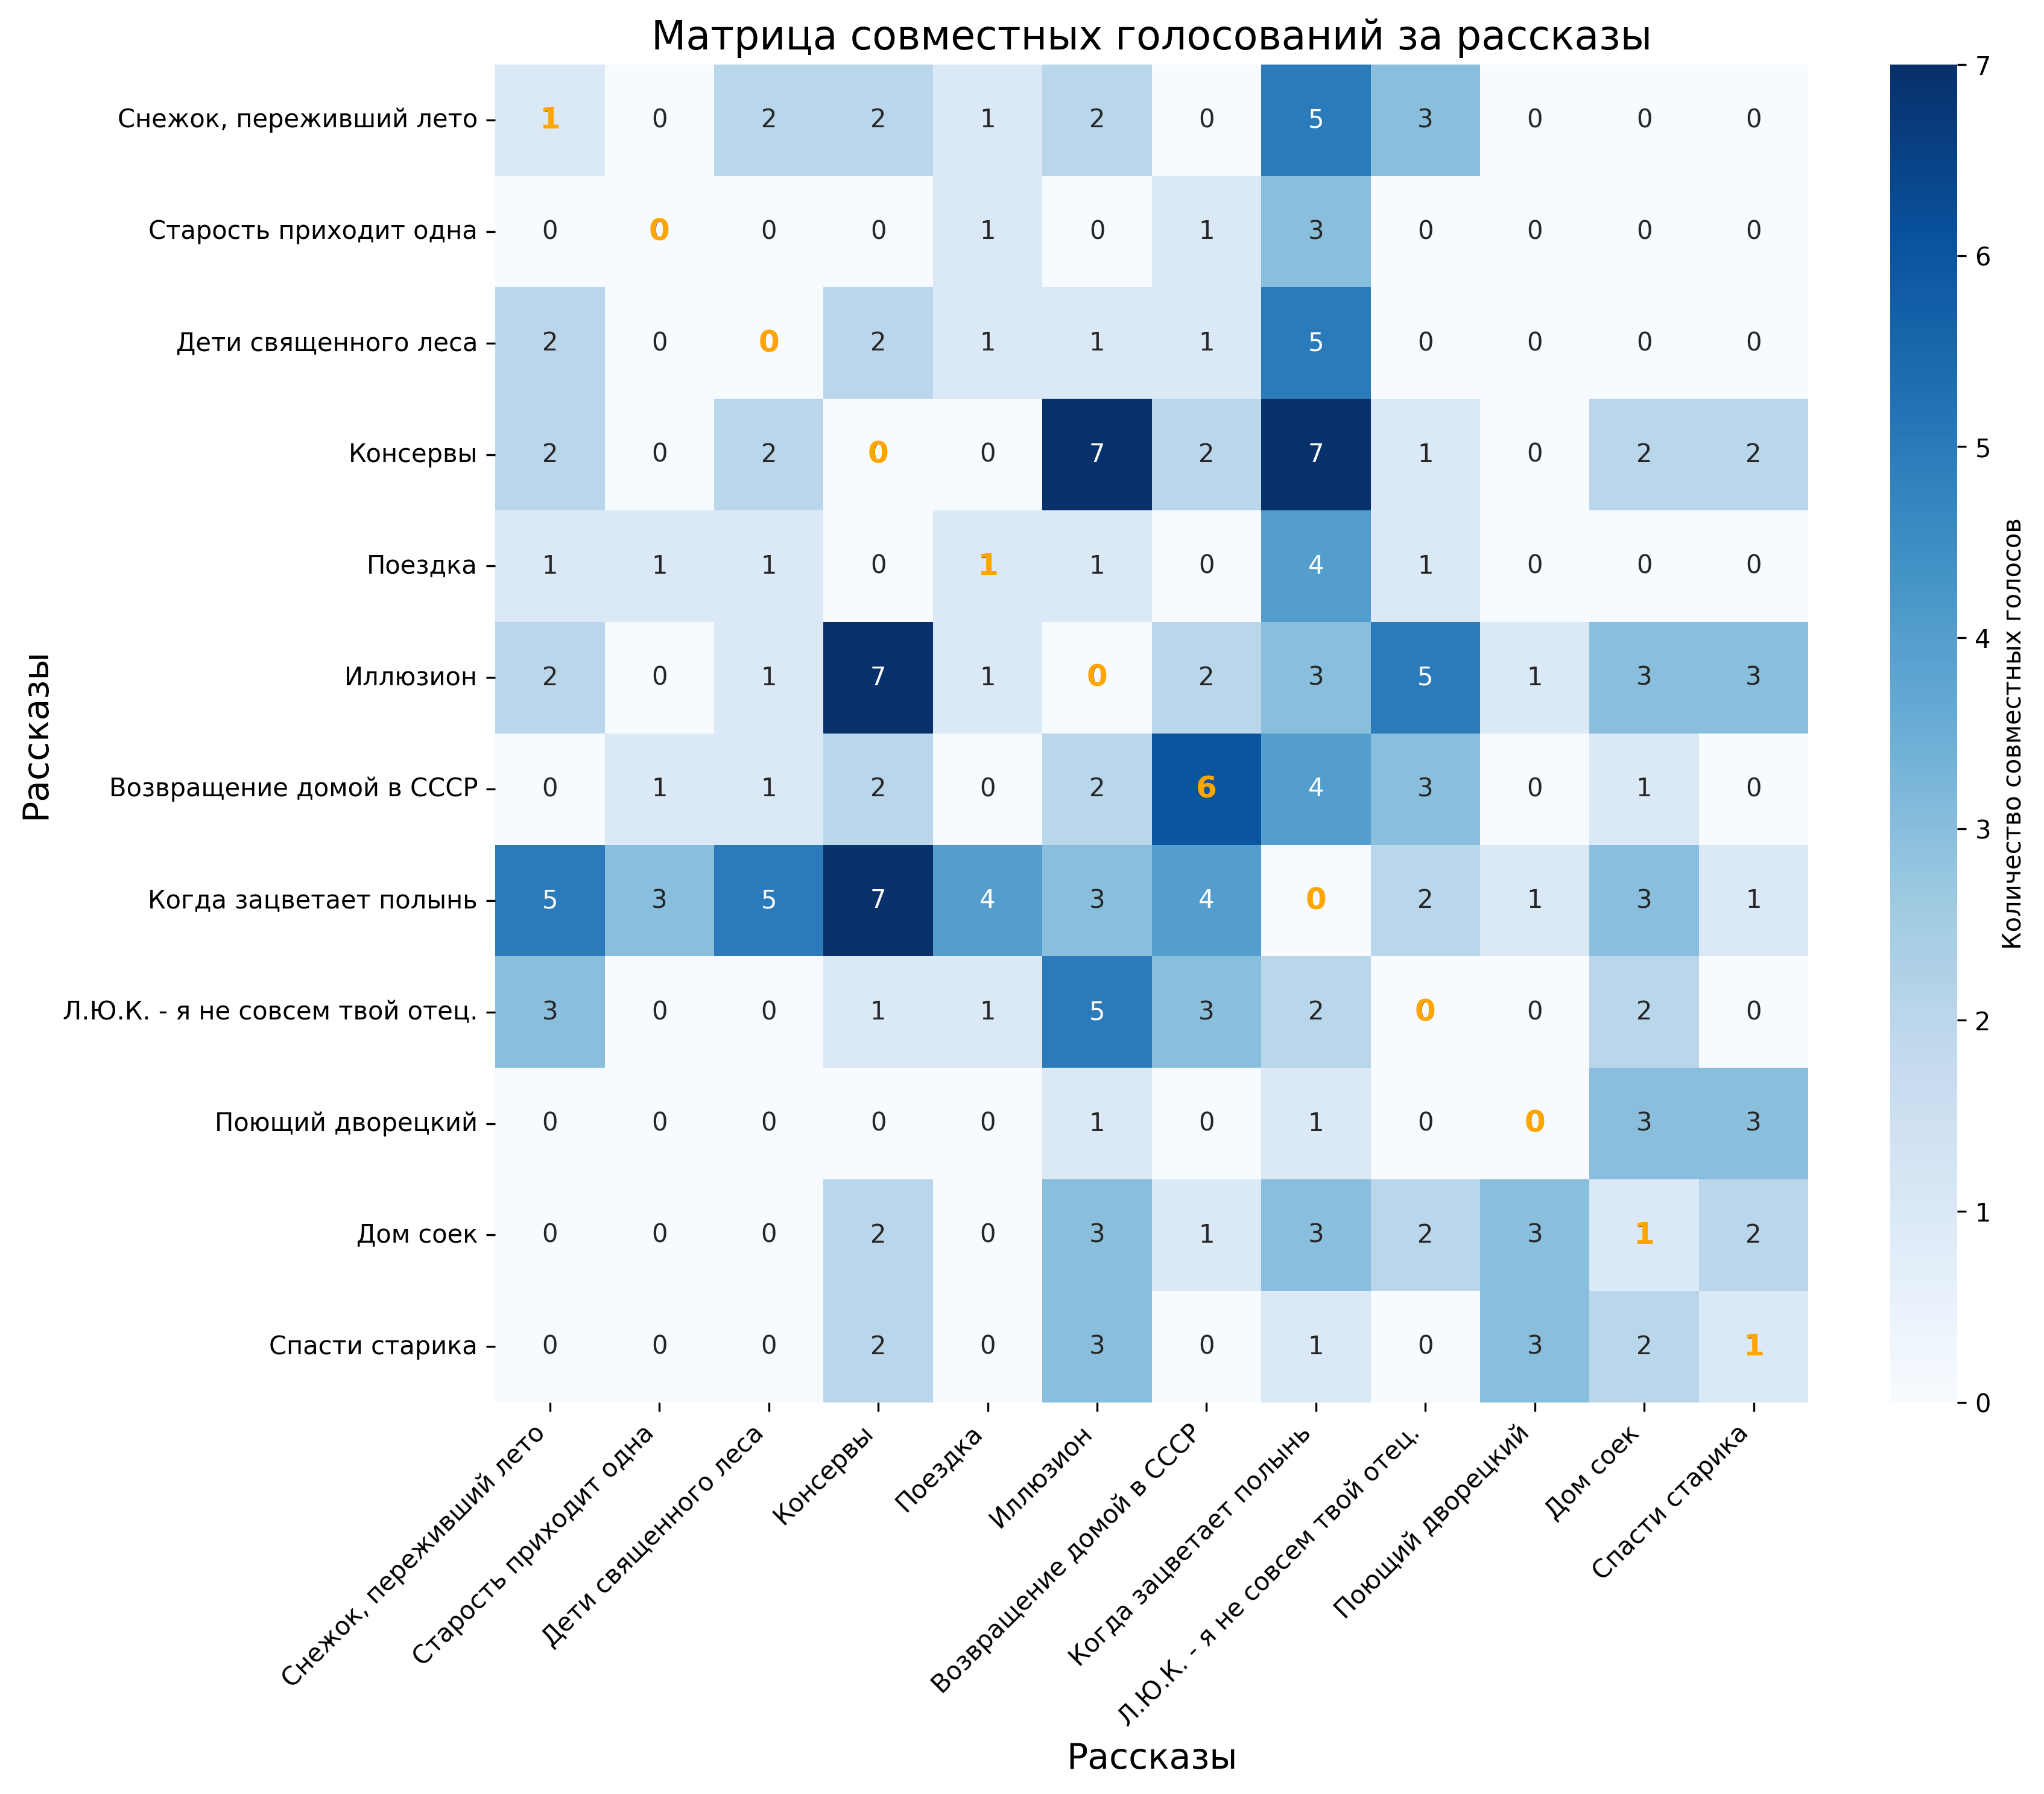 Матрица совместных голосований за рассказы
Снежок, переживший лето 1 0 2 2 1 2 0 5 3 0 0 0
Старость приходит одна 0 0 0 0 1 0 1 3 0 0 0 0
Дети священного леса 2 0 0 2 1 1 1 5 0 0 0 0
Консервы 2 0 2 0 0 7 2 7 1 0 2 2
Поездка 1 1 1 0 1 1 0 4 1 0 0 0
Иллюзион 2 0 1 7 1 0 2 3 5 1 3 3
Возвращение домой в СССР 0 1 1 2 0 2 6 4 3 0 1 0
Когда зацветает полынь 5 3 5 7 4 3 4 0 2 1 3 1
Л.Ю.К. - я не совсем твой отец. 3 0 0 1 1 5 3 2 0 0 2 0
Поющий дворецкий 0 0 0 0 0 1 0 1 0 0 3 3
Дом соек 0 0 0 2 0 3 1 3 2 3 1 2
Спасти старика 0 0 0 2 0 3 0 1 0 3 2 1
Рассказы
Снежок, переживший лето
Старость приходит одна
Дети священного леса
Консервы
Поездка
Иллюзион
Возвращение домой в СССР
Когда зацветает полынь
Л.Ю.К. - я не совсем твой отец.
Поющий дворецкий
Дом соек
Спасти старика
Рассказы
7
6
5
4
3
2
1
0
Количество совместных голосов